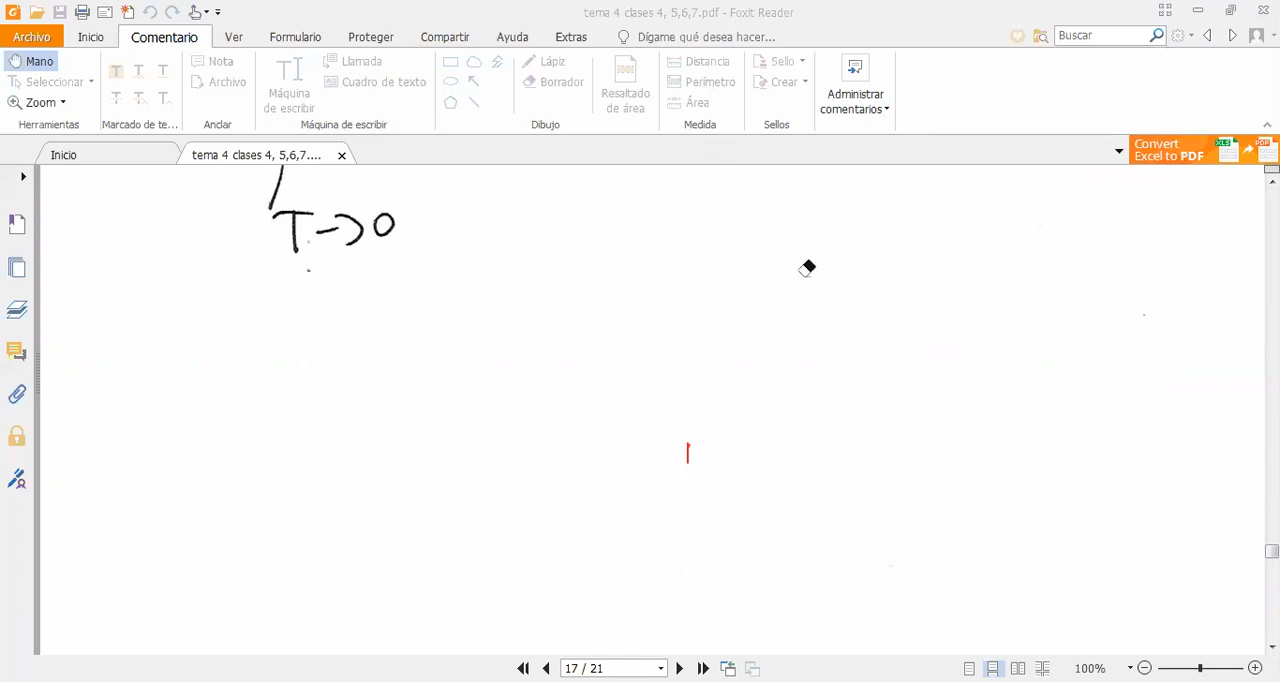 tema 4 clases 4, 5,6,7.pdf - Foxit Reader
Archivo Inicio Comentario Ver Formulario Proteger Compartir Ayuda Extras Dígame qué desea hacer... Buscar
Mano
Seleccionar
Zoom
Herramientas
T T T
T T T
Marcado de te...
Nota
Archivo
Anclar
Máquina de escribir
Llamada
Cuadro de texto
Máquina de escribir
Lápiz
Borrador
Dibujo
Resaltado de área
Distancia
Perímetro
Área
Medida
Sello
Crear
Sellos
Administrar comentarios
Inicio
tema 4 clases 4, 5,6,7....
Convert
Excel to PDF
T → 0
17 / 21
100%